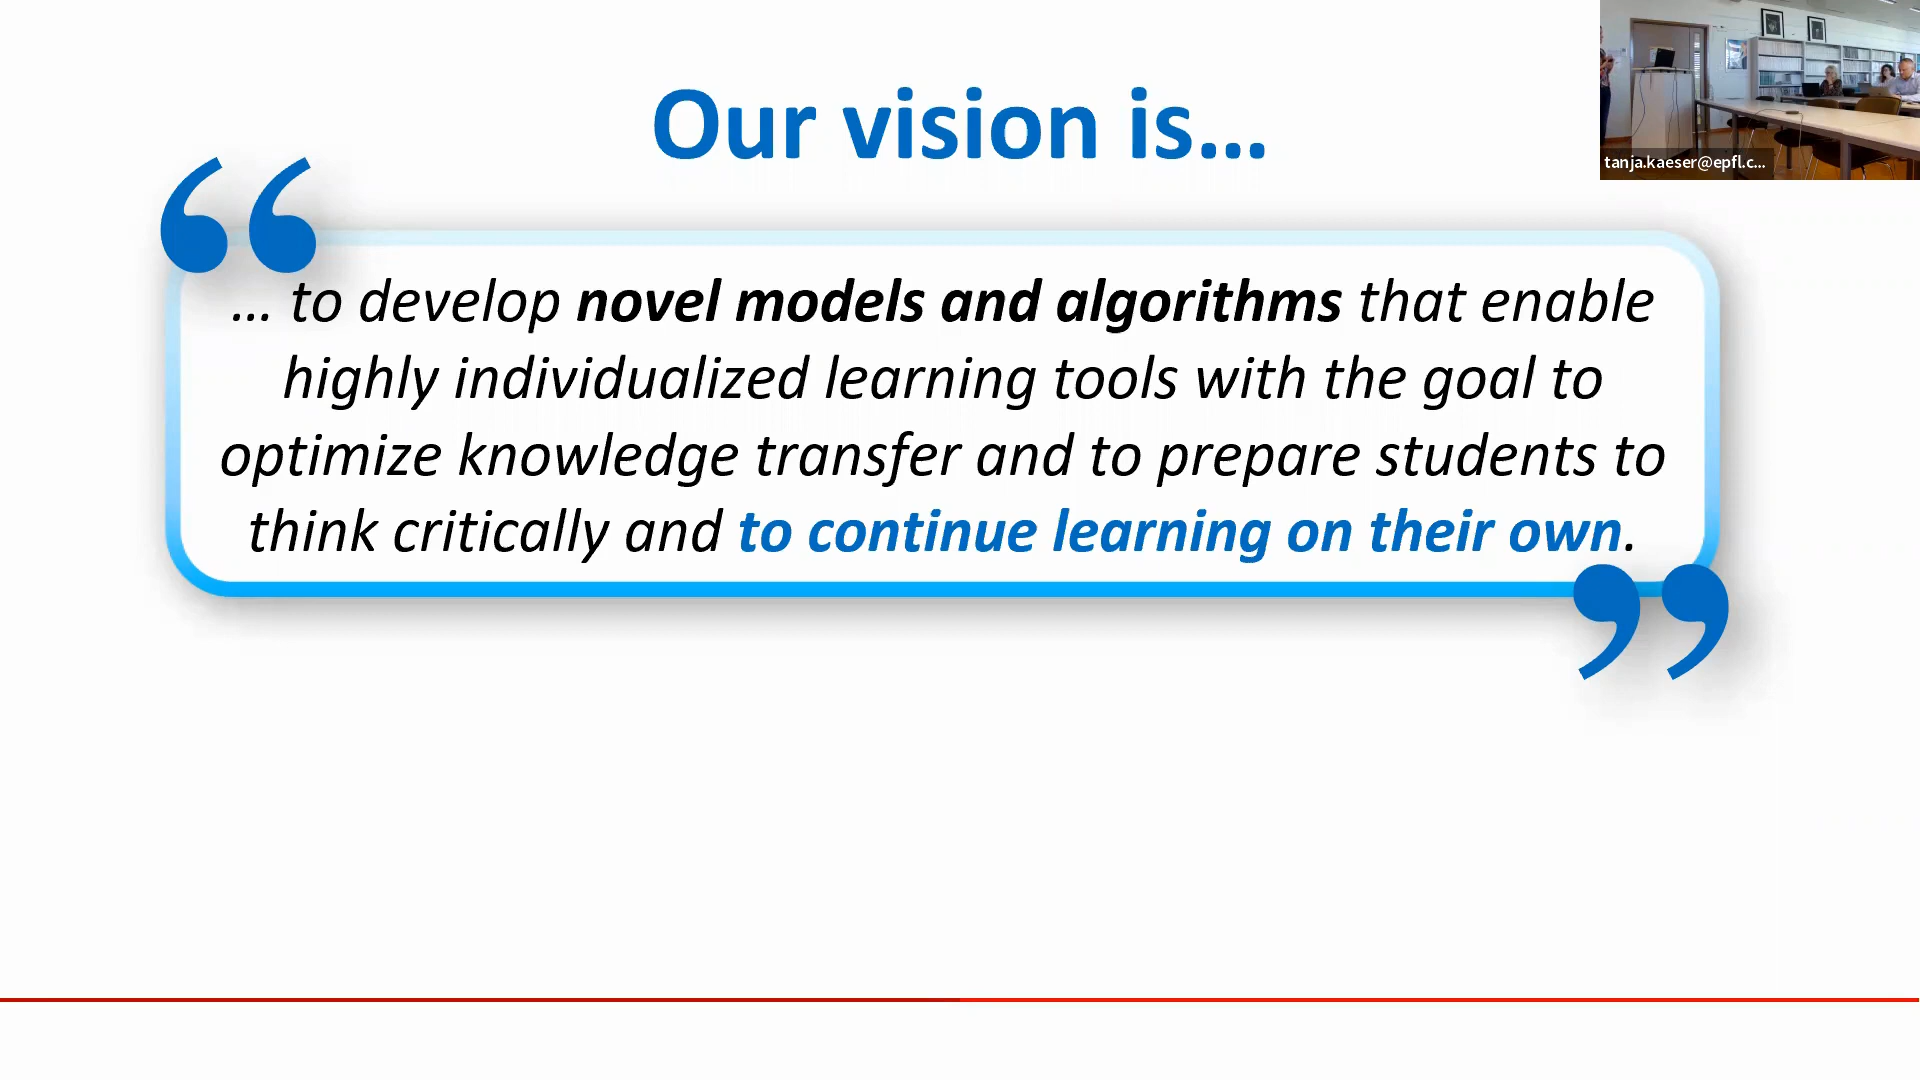 Our vision is...
“
... to develop novel models and algorithms that enable
highly individualized learning tools with the goal to
optimize knowledge transfer and to prepare students to
think critically and to continue learning on their own.
”
tanja.kaeser@epfl.c...